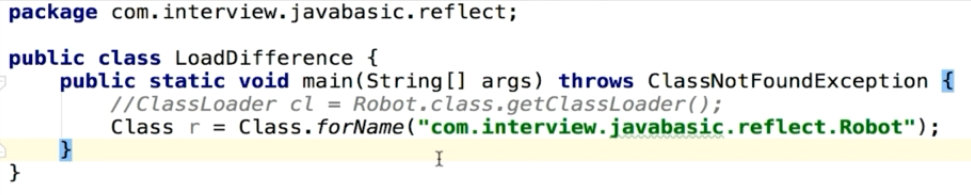 package com.interview.javabasic.reflect;
public class LoadDifference {
public static void main(String[] args) throws ClassNotFoundException {
//ClassLoader cl = Robot.class.getClassLoader();
Class r = Class.forName("com.interview.javabasic.reflect.Robot");
}
}